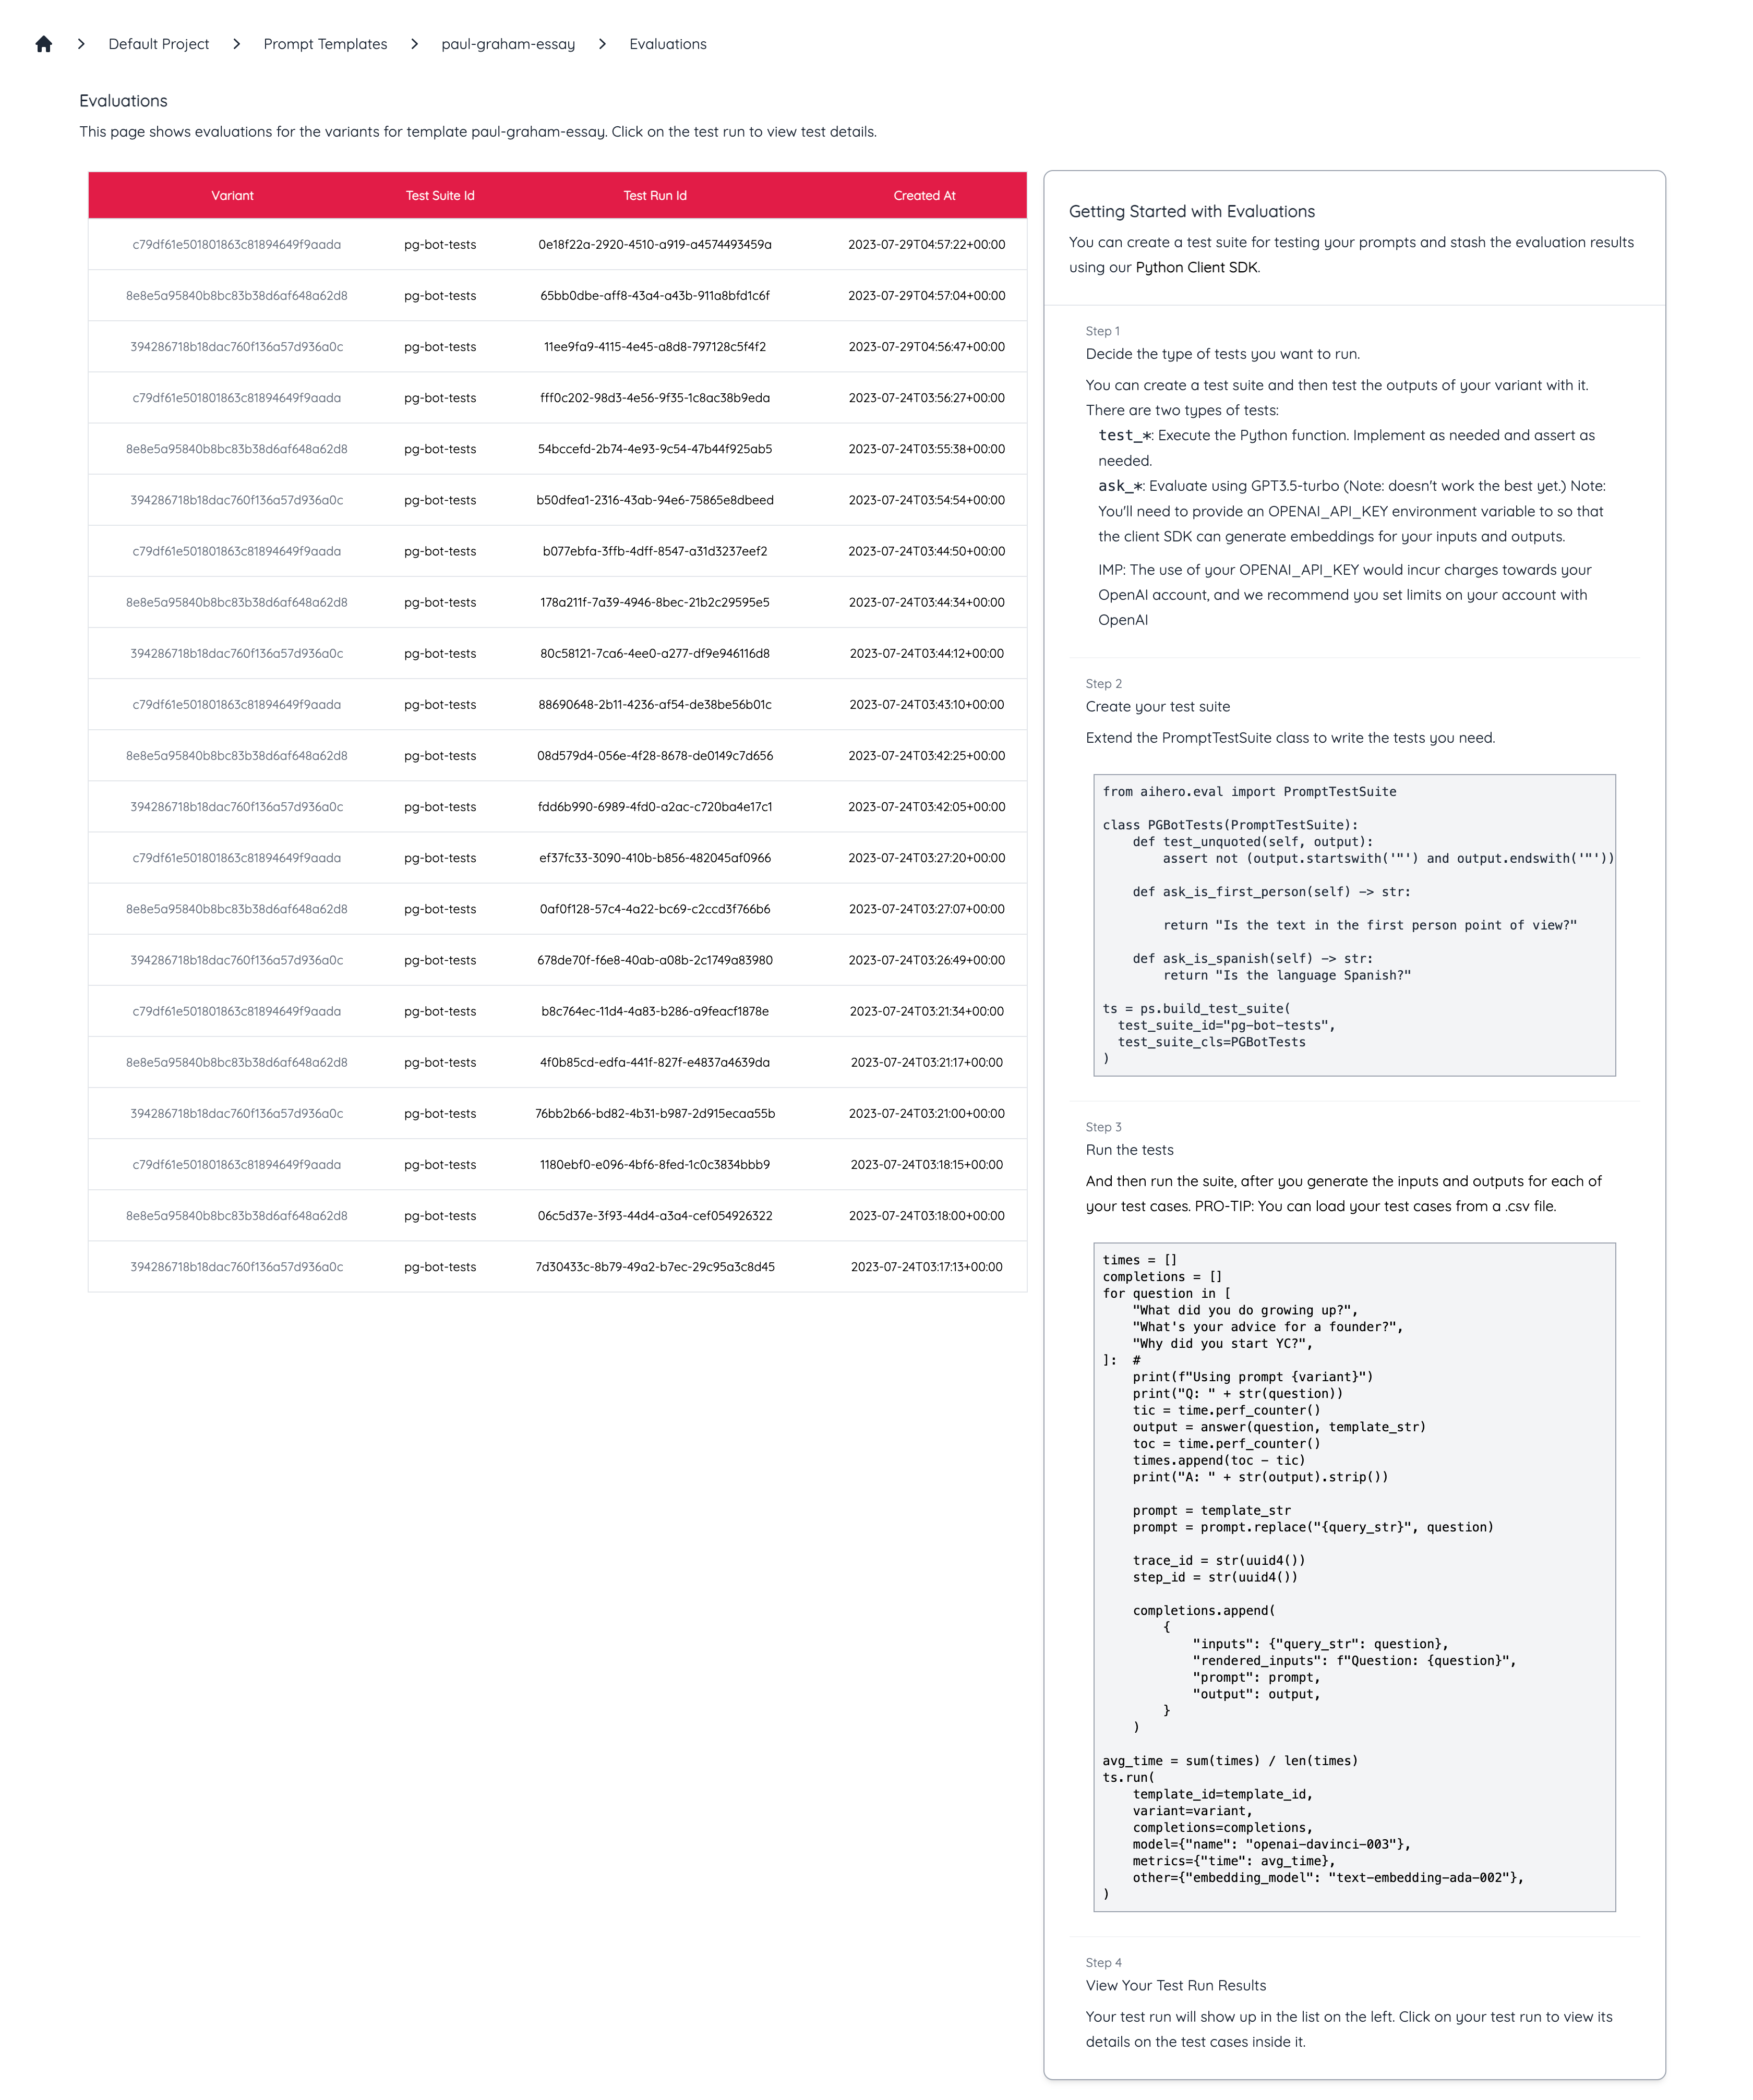 Default Project > Prompt Templates > paul-graham-essay > Evaluations
Evaluations
This page shows evaluations for the variants for template paul-graham-essay. Click on the test run to view test details.
Variant Test Suite Id Test Run Id Created At
c79df61e501801863c81894649f9aada pg-bot-tests 0e18f22a-2920-4510-a919-a4574493459a 2023-07-29T04:57:22+00:00
8e8e5a95840b8bc83b38d6af648a62d8 pg-bot-tests 65bb0dbe-aff8-43a4-a43b-911a8bfd1c6f 2023-07-29T04:57:04+00:00
394286718b18dac760f136a57d936a0c pg-bot-tests 11ee9fa9-4115-4e45-a8d8-797128c5f4f2 2023-07-29T04:56:47+00:00
c79df61e501801863c81894649f9aada pg-bot-tests fff0c202-98d3-4e56-9f35-1c8ac38b9eda 2023-07-24T03:56:27+00:00
8e8e5a95840b8bc83b38d6af648a62d8 pg-bot-tests 54bccefd-2b74-4e93-9c54-47b44f925ab5 2023-07-24T03:55:38+00:00
394286718b18dac760f136a57d936a0c pg-bot-tests b50dfea1-2316-43ab-94e6-75865e8dbeed 2023-07-24T03:54:54+00:00
c79df61e501801863c81894649f9aada pg-bot-tests b077ebfa-3ffb-4dff-8547-a31d3237eef2 2023-07-24T03:44:50+00:00
8e8e5a95840b8bc83b38d6af648a62d8 pg-bot-tests 178a211f-7a39-4946-8bec-21b2c29595e5 2023-07-24T03:44:34+00:00
394286718b18dac760f136a57d936a0c pg-bot-tests 80c58121-7ca6-4ee0-a277-df9e946116d8 2023-07-24T03:44:12+00:00
c79df61e501801863c81894649f9aada pg-bot-tests 88690648-2b11-4236-af54-de38be56b01c 2023-07-24T03:43:10+00:00
8e8e5a95840b8bc83b38d6af648a62d8 pg-bot-tests 08d579d4-056e-4f28-8678-de0149c7d656 2023-07-24T03:42:25+00:00
394286718b18dac760f136a57d936a0c pg-bot-tests fdd6b990-6989-4fd0-a2ac-c720ba4e17c1 2023-07-24T03:42:05+00:00
c79df61e501801863c81894649f9aada pg-bot-tests ef37fc33-3090-410b-b856-482045af0966 2023-07-24T03:27:20+00:00
8e8e5a95840b8bc83b38d6af648a62d8 pg-bot-tests 0af0f128-57c4-4a22-bc69-c2ccd3f766b6 2023-07-24T03:27:07+00:00
394286718b18dac760f136a57d936a0c pg-bot-tests 678de70f-f6e8-40ab-a08b-2c1749a83980 2023-07-24T03:26:49+00:00
c79df61e501801863c81894649f9aada pg-bot-tests b8c764ec-11d4-4a83-b286-a9feacf1878e 2023-07-24T03:21:34+00:00
8e8e5a95840b8bc83b38d6af648a62d8 pg-bot-tests 4f0b85cd-edfa-441f-827f-e4837a4639da 2023-07-24T03:21:17+00:00
394286718b18dac760f136a57d936a0c pg-bot-tests 76bb2b66-bd82-4b31-b987-2d915ecaa55b 2023-07-24T03:21:00+00:00
c79df61e501801863c81894649f9aada pg-bot-tests 1180ebf0-e096-4bf6-8fed-1c0c3834bbb9 2023-07-24T03:18:15+00:00
8e8e5a95840b8bc83b38d6af648a62d8 pg-bot-tests 06c5d37e-3f93-44d4-a3a4-cef054926322 2023-07-24T03:18:00+00:00
394286718b18dac760f136a57d936a0c pg-bot-tests 7d30433c-8b79-49a2-b7ec-29c95a3c8d45 2023-07-24T03:17:13+00:00
Getting Started with Evaluations
You can create a test suite for testing your prompts and stash the evaluation results
using our Python Client SDK.
Step 1
Decide the type of tests you want to run.
You can create a test suite and then test the outputs of your variant with it.
There are two types of tests:
test_*: Execute the Python function. Implement as needed and assert as
needed.
ask_*: Evaluate using GPT3.5-turbo (Note: doesn't work the best yet.) Note:
You'll need to provide an OPENAI_API_KEY environment variable to so that
the client SDK can generate embeddings for your inputs and outputs.
IMP: The use of your OPENAI_API_KEY would incur charges towards your
OpenAI account, and we recommend you set limits on your account with
OpenAI
Step 2
Create your test suite
Extend the PromptTestSuite class to write the tests you need.
from aihero.eval import PromptTestSuite
class PGBotTests(PromptTestSuite):
    def test_unquoted(self, output):
        assert not (output.startswith('"') and output.endswith('"'))
    def ask_is_first_person(self) -> str:
        return "Is the text in the first person point of view?"
    def ask_is_spanish(self) -> str:
        return "Is the language Spanish?"
ts = ps.build_test_suite(
  test_suite_id="pg-bot-tests",
  test_suite_cls=PGBotTests
)
Step 3
Run the tests
And then run the suite, after you generate the inputs and outputs for each of
your test cases. PRO-TIP: You can load your test cases from a .csv file.
times = []
completions = []
for question in [
    "What did you do growing up?",
    "What's your advice for a founder?",
    "Why did you start YC?",
]:  #
    print(f"Using prompt {variant}")
    print("Q: " + str(question))
    tic = time.perf_counter()
    output = answer(question, template_str)
    toc = time.perf_counter()
    times.append(toc - tic)
    print("A: " + str(output).strip())
    prompt = template_str
    prompt = prompt.replace("{query_str}", question)
    trace_id = str(uuid4())
    step_id = str(uuid4())
    completions.append(
        {
            "inputs": {"query_str": question},
            "rendered_inputs": f"Question: {question}",
            "prompt": prompt,
            "output": output,
        }
    )
avg_time = sum(times) / len(times)
ts.run(
    template_id=template_id,
    variant=variant,
    completions=completions,
    model={"name": "openai-davinci-003"},
    metrics={"time": avg_time},
    other={"embedding_model": "text-embedding-ada-002"},
)
Step 4
View Your Test Run Results
Your test run will show up in the list on the left. Click on your test run to view its
details on the test cases inside it.